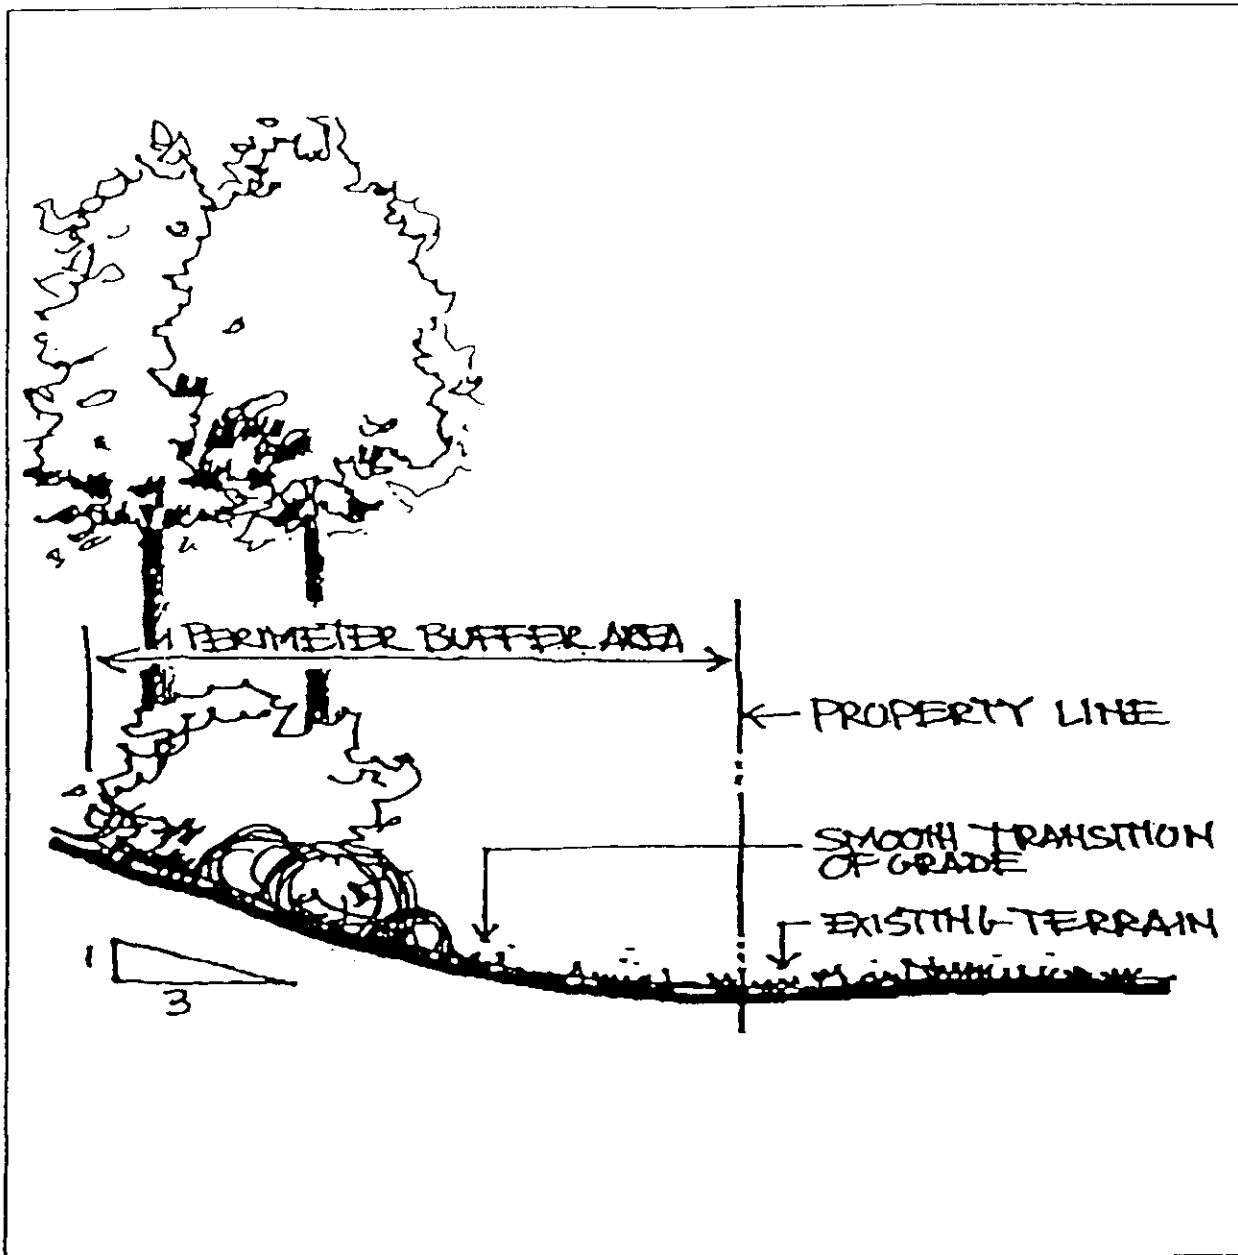 PERIMETER BUFFER AREA
PROPERTY LINE
SMOOTH TRANSITION
OF GRADE
EXISTING TERRAIN
1
3